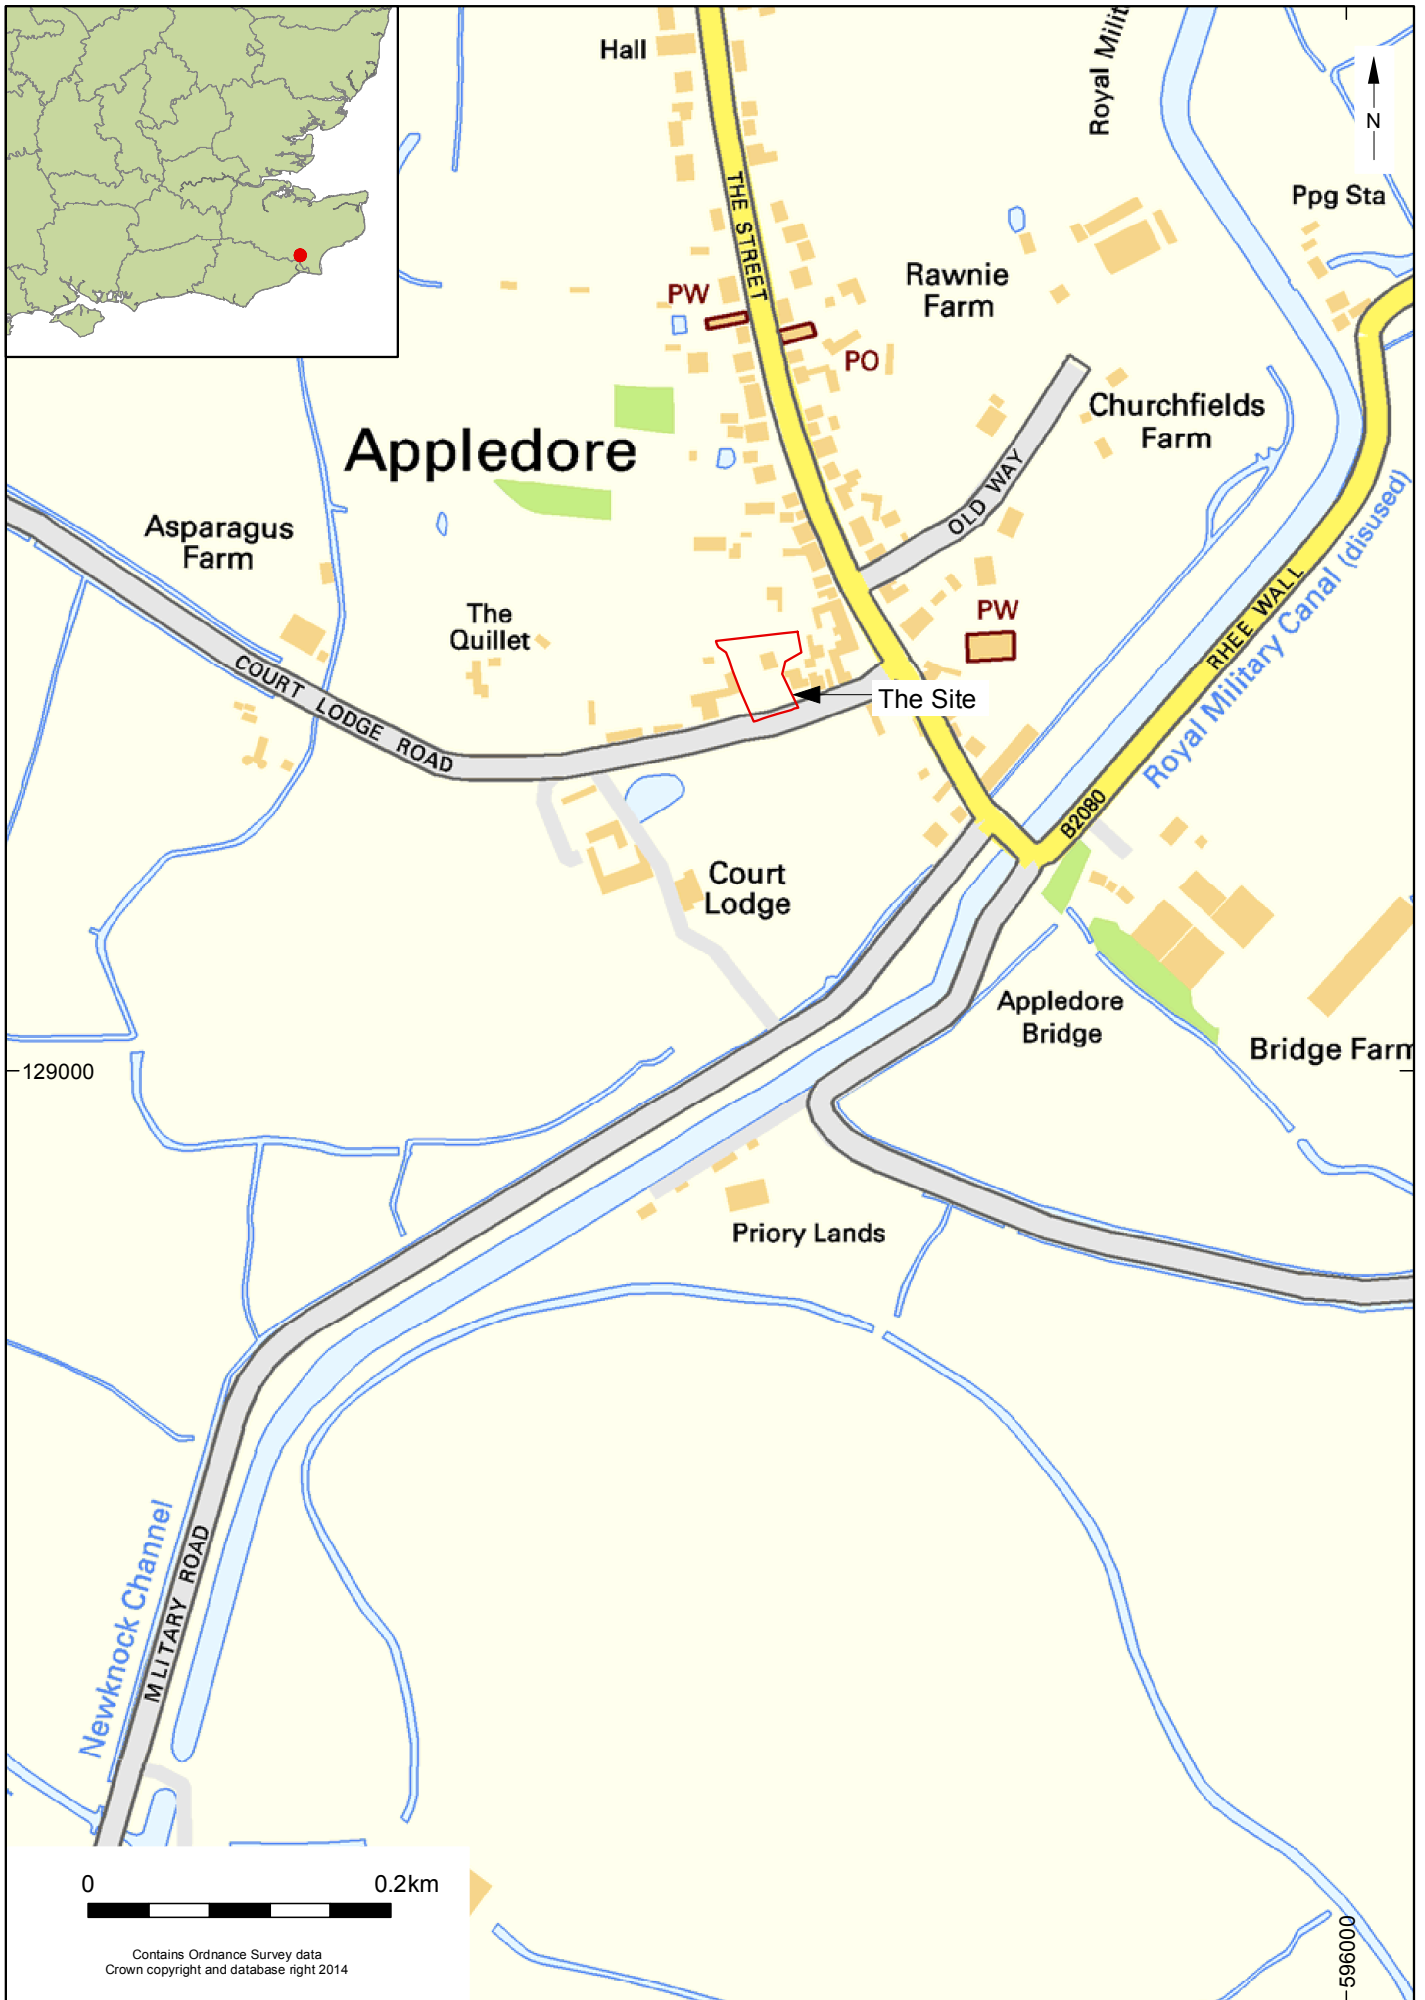 Hall
Royal Milit
N
Ppg Sta
THE STREET
Rawnie
Farm
PW
PO
Churchfields
Farm
Appledore
OLD WAY
Asparagus
Farm
The
Quillet
PW
RHEE WALL
Royal Military Canal (disused)
COURT LODGE ROAD
The Site
B2080
Court
Lodge
Appledore
Bridge
Bridge Farm
129000
Priory Lands
Newknock Channel
MLITARY ROAD
0 0.2km
Contains Ordnance Survey data
Crown copyright and database right 2014
596000